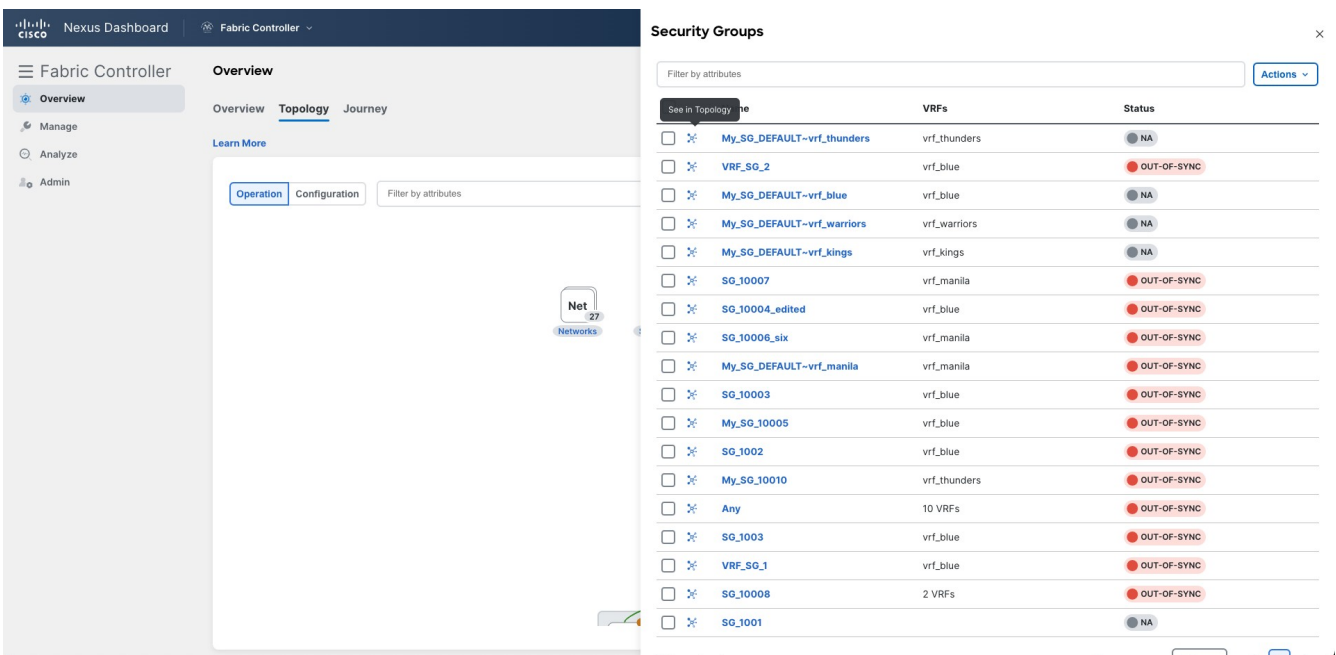 CISCO Nexus Dashboard Fabric Controller
Fabric Controller
Overview
Manage
Analyze
Admin
Overview
Overview Topology Journey
Learn More
Operation Configuration Filter by attributes
Net
27
Networks
Security Groups
Filter by attributes Actions
See in Topology VRFs Status
My_SG_DEFAULT~vrf_thunders vrf_thunders NA
VRF_SG_2 vrf_blue OUT-OF-SYNC
My_SG_DEFAULT~vrf_blue vrf_blue NA
My_SG_DEFAULT~vrf_warriors vrf_warriors NA
My_SG_DEFAULT~vrf_kings vrf_kings NA
SG_10007 vrf_manila OUT-OF-SYNC
SG_10004_edited vrf_blue OUT-OF-SYNC
SG_10006_six vrf_manila OUT-OF-SYNC
My_SG_DEFAULT~vrf_manila vrf_manila OUT-OF-SYNC
SG_10003 vrf_blue OUT-OF-SYNC
My_SG_10005 vrf_blue OUT-OF-SYNC
SG_1002 vrf_blue OUT-OF-SYNC
My_SG_10010 vrf_thunders OUT-OF-SYNC
Any 10 VRFs OUT-OF-SYNC
SG_1003 vrf_blue OUT-OF-SYNC
VRF_SG_1 vrf_blue OUT-OF-SYNC
SG_10008 2 VRFs OUT-OF-SYNC
SG_1001 NA